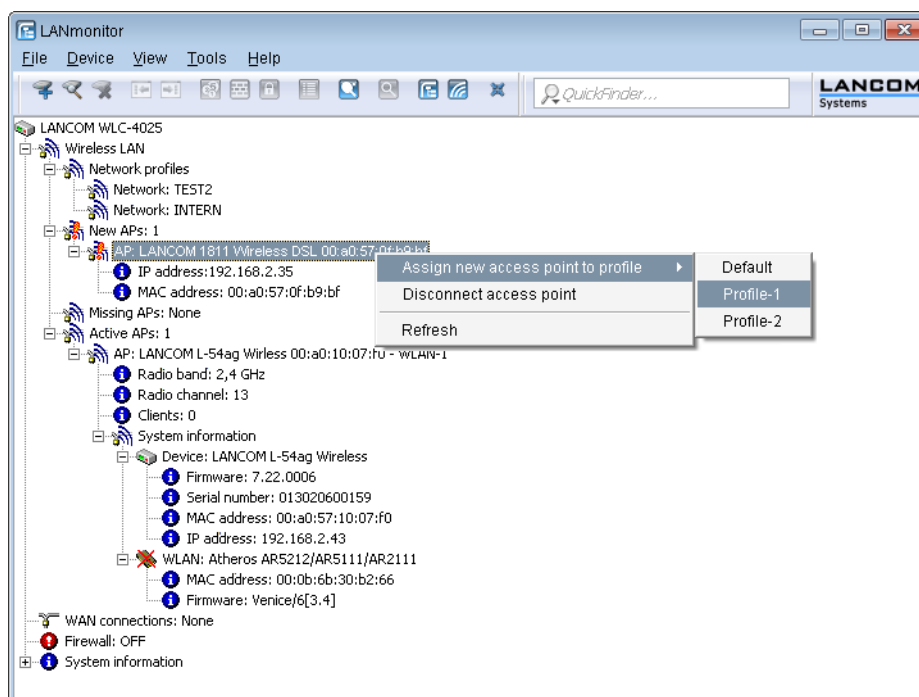 LANmonitor
File Device View Tools Help
QuickFinder...
LANCOM
Systems
LANCOM WLC-4025
Wireless LAN
Network profiles
Network: TEST2
Network: INTERN
New APs: 1
AP: LANCOM 1811 Wireless DSL 00:a0:57:0f:b9:bf
IP address:192.168.2.35
MAC address: 00:a0:57:0f:b9:bf
Assign new access point to profile
Disconnect access point
Refresh
Default
Profile-1
Profile-2
Missing APs: None
Active APs: 1
AP: LANCOM L-54ag Wirless 00:a0:10:07:f0 - WLAN-1
Radio band: 2,4 GHz
Radio channel: 13
Clients: 0
System information
Device: LANCOM L-54ag Wireless
Firmware: 7.22.0006
Serial number: 013020600159
MAC address: 00:a0:57:10:07:f0
IP address: 192.168.2.43
WLAN: Atheros AR5212/AR5111/AR2111
MAC address: 00:0b:6b:30:b2:66
Firmware: Venice/6[3.4]
WAN connections: None
Firewall: OFF
System information